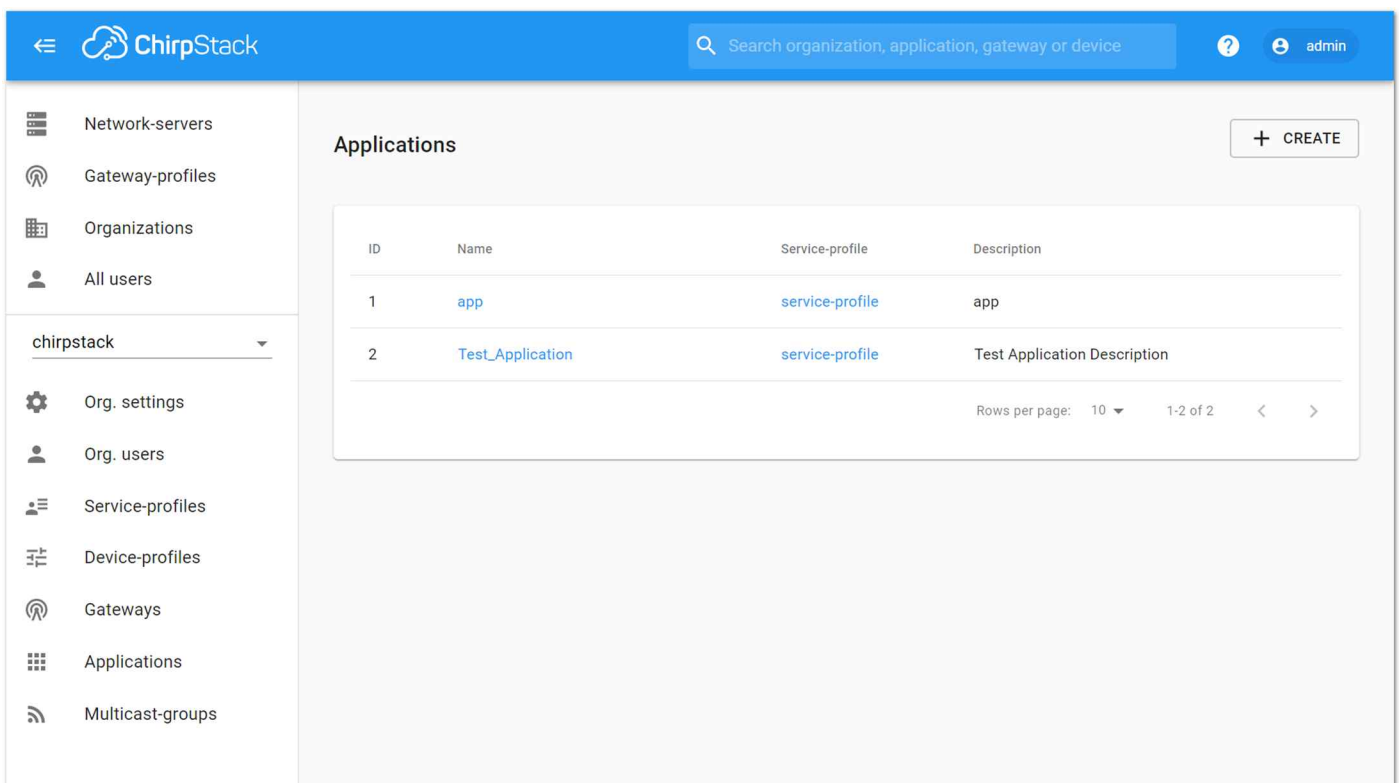 ChirpStack
Search organization, application, gateway or device
? admin
Network-servers
Gateway-profiles
Organizations
All users
chirpstack
Org. settings
Org. users
Service-profiles
Device-profiles
Gateways
Applications
Multicast-groups
Applications
+ CREATE
ID Name Service-profile Description
1 app service-profile app
2 Test_Application service-profile Test Application Description
Rows per page: 10 1-2 of 2 < >